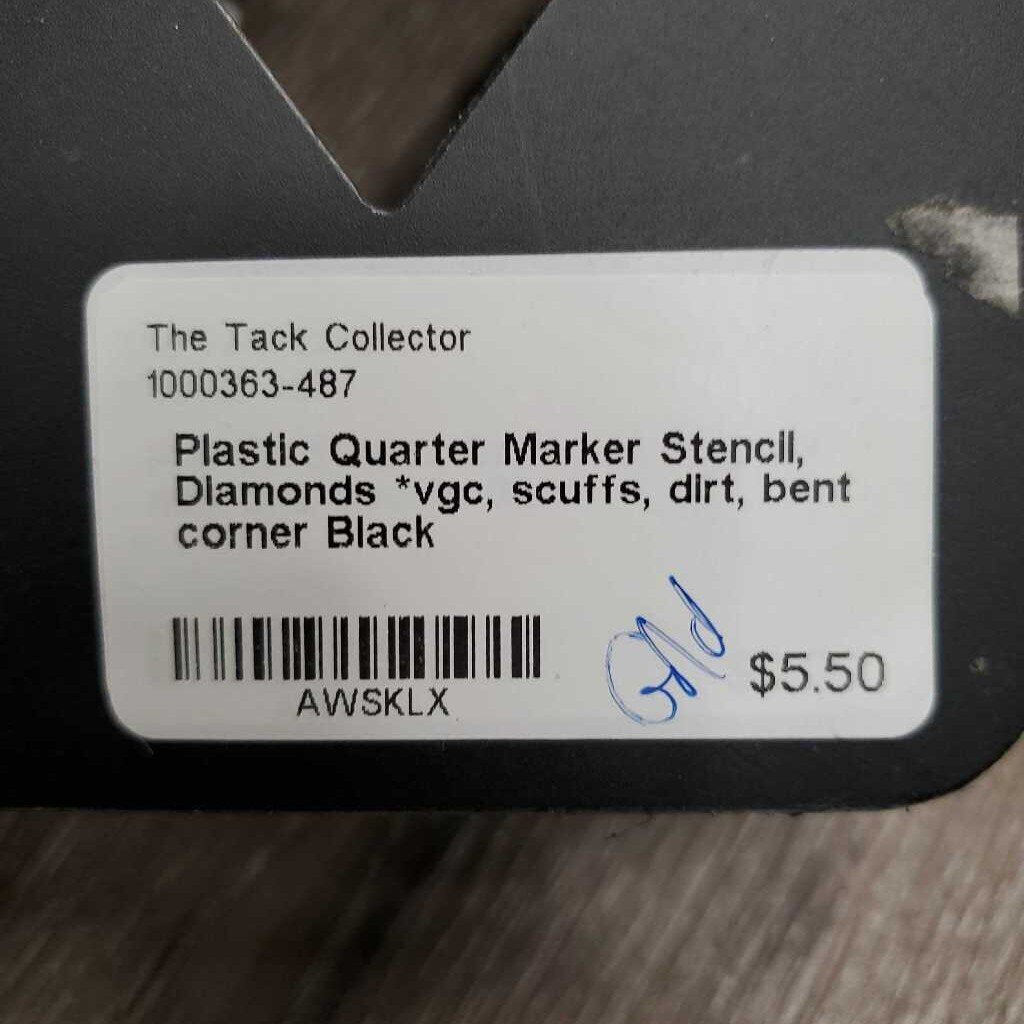 The Tack Collector
1000363-487
Plastic Quarter Marker Stencil,
Diamonds *vgc, scuffs, dirt, bent
corner Black
AWSKLX
$5.50